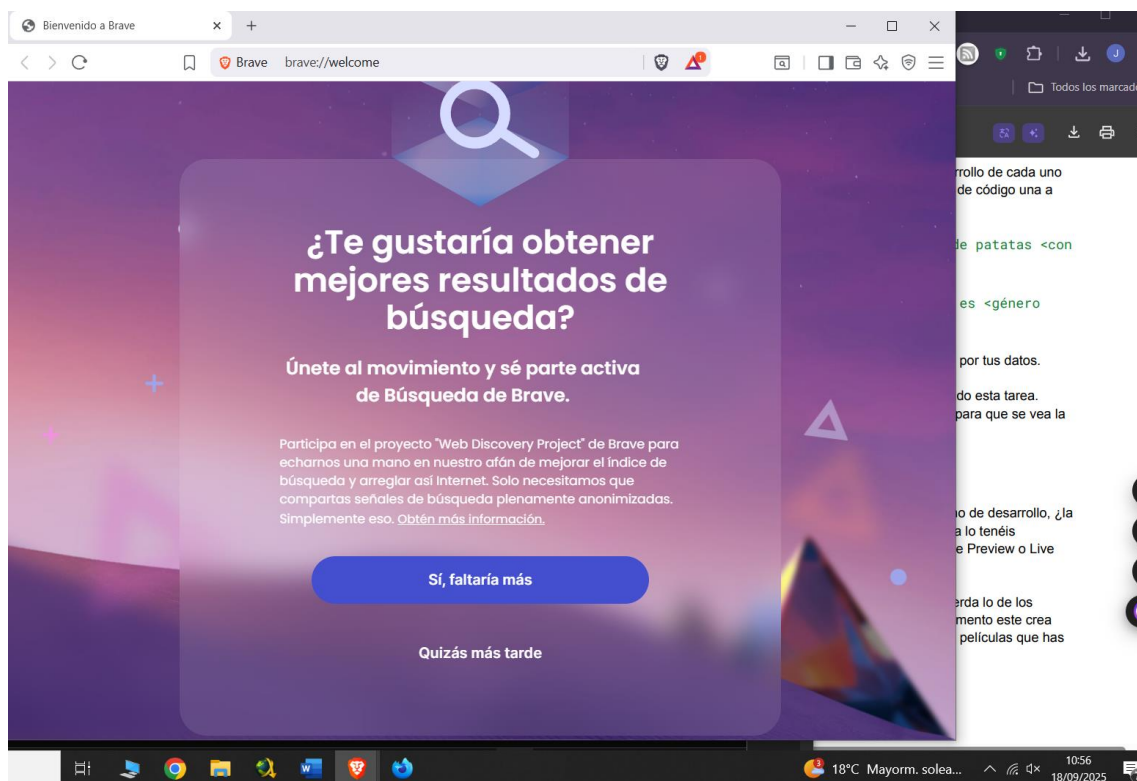 Bienvenido a Brave
Brave brave://welcome
1
J
Todos los marcado
¿Te gustaría obtener
mejores resultados de
búsqueda?
Únete al movimiento y sé parte activa
de Búsqueda de Brave.
Participa en el proyecto "Web Discovery Project" de Brave para
echarnos una mano en nuestro afán de mejorar el índice de
búsqueda y arreglar así Internet. Solo necesitamos que
compartas señales de búsqueda plenamente anonimizadas.
Simplemente eso. Obtén más información.
Sí, faltaría más
Quizás más tarde
rrollo de cada uno
de código una a
de patatas <con
es <género
por tus datos.
do esta tarea.
para que se vea la
no de desarrollo, ¿la
a lo tenéis
e Preview o Live
erda lo de los
mento este crea
películas que has
3
18°C Mayorm. solea...
10:56
18/09/2025